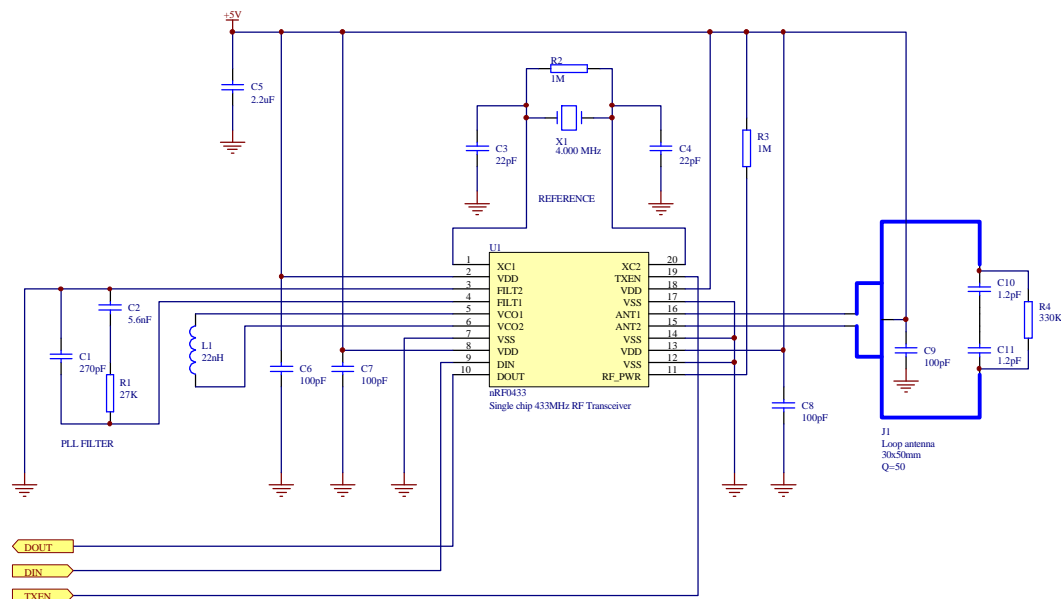 +5V
C5
2.2uF
R2
1M
X1
4.000 MHz
C3
22pF
C4
22pF
R3
1M
REFERENCE
U1
1 XC1 XC2 20
2 VDD TXEN 19
3 FILT2 VDD 18
4 FILT1 VSS 17
5 VCO1 ANT1 16
6 VCO2 ANT2 15
7 VSS VSS 14
8 VDD VDD 13
9 DIN VSS 12
10 DOUT RF_PWR 11
nRF0433
Single chip 433MHz RF Transceiver
C2
5.6nF
C1
270pF
R1
27K
L1
22nH
PLL FILTER
C6
100pF
C7
100pF
C8
100pF
C9
100pF
C10
1.2pF
C11
1.2pF
R4
330K
J1
Loop antenna
30x50mm
Q=50
DOUT
DIN
TXEN